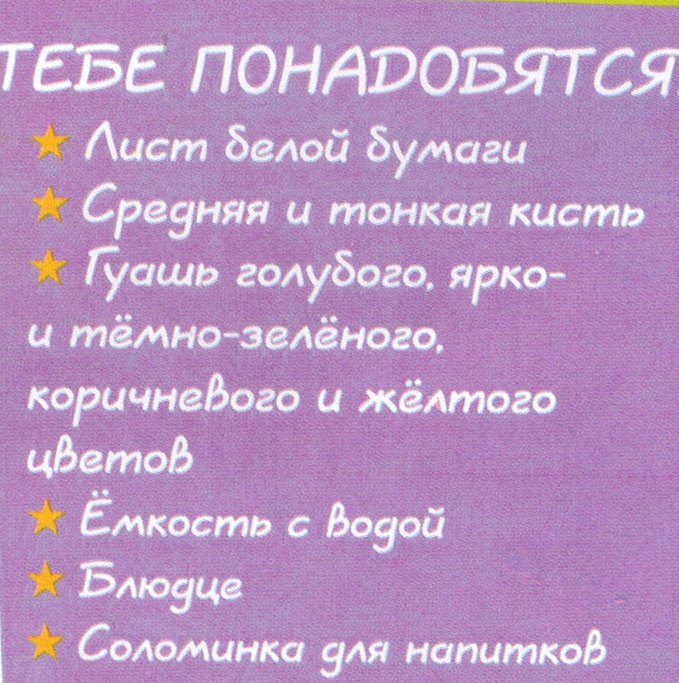 ТЕБЕ ПОНАДОБЯТСЯ:
Лист белой бумаги
Средняя и тонкая кисть
Гуашь голубого, ярко-
и тёмно-зелёного,
коричневого и жёлтого
цветов
Ёмкость с водой
Блюдце
Соломинка для напитков